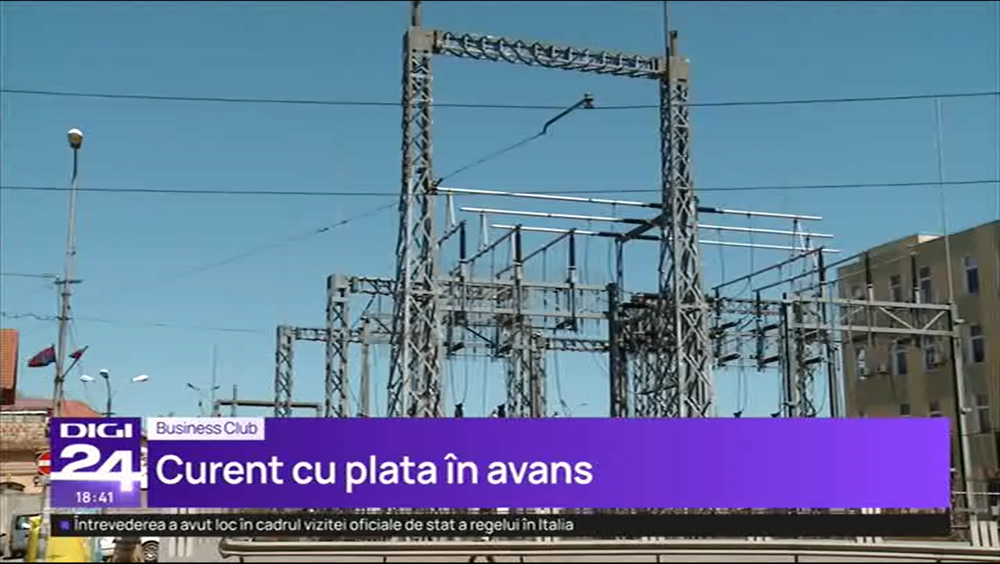 DIGI
24
18:41
Business Club
Curent cu plata în avans
Întrevederea a avut loc în cadrul vizitei oficiale de stat a regelui în Italia